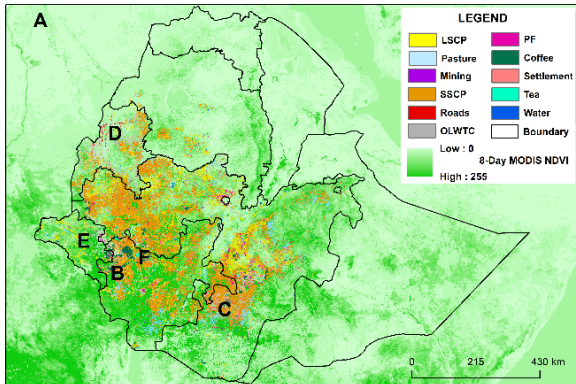 A
LEGEND
LSCP PF
Pasture Coffee
Mining Settlement
SSCP Tea
Roads Water
OLWTC Boundary
Low : 0
8-Day MODIS NDVI
High : 255
D
E
F
B
C
0 215 430 km